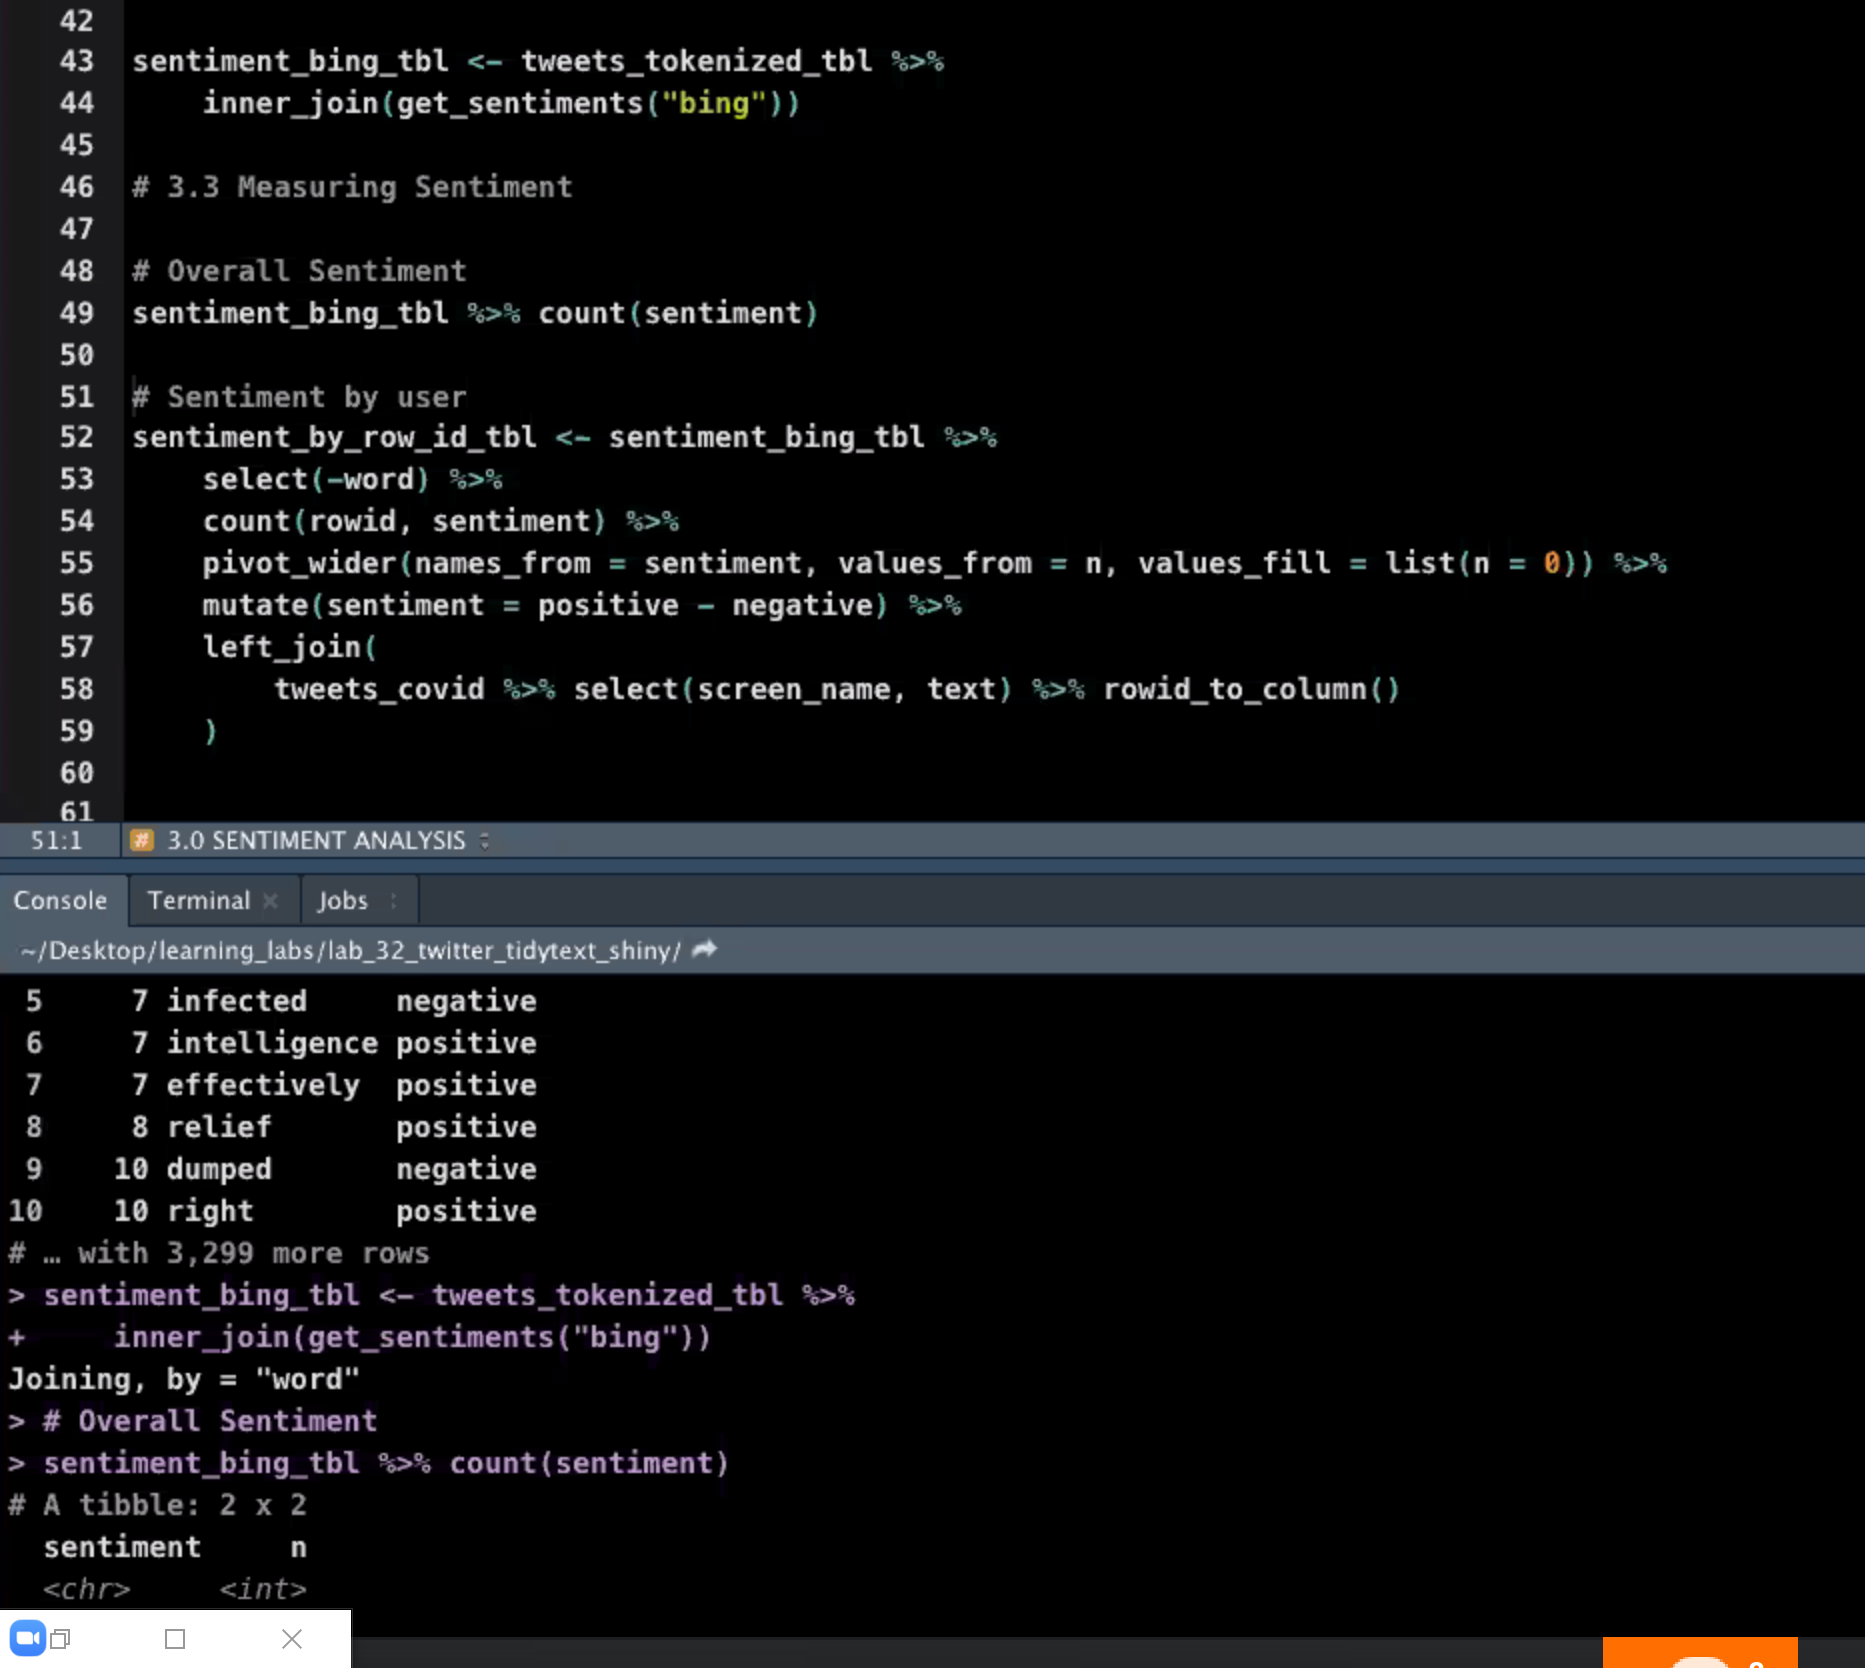 42
43 sentiment_bing_tbl <- tweets_tokenized_tbl %>%
44     inner_join(get_sentiments("bing"))
45
46 # 3.3 Measuring Sentiment
47
48 # Overall Sentiment
49 sentiment_bing_tbl %>% count(sentiment)
50
51 # Sentiment by user
52 sentiment_by_row_id_tbl <- sentiment_bing_tbl %>%
53     select(-word) %>%
54     count(rowid, sentiment) %>%
55     pivot_wider(names_from = sentiment, values_from = n, values_fill = list(n = 0)) %>%
56     mutate(sentiment = positive - negative) %>%
57     left_join(
58         tweets_covid %>% select(screen_name, text) %>% rowid_to_column()
59     )
60
61
51:1 # 3.0 SENTIMENT ANALYSIS
Console Terminal Jobs
~/Desktop/learning_labs/lab_32_twitter_tidytext_shiny/
5 7 infected negative
6 7 intelligence positive
7 7 effectively positive
8 8 relief positive
9 10 dumped negative
10 10 right positive
# … with 3,299 more rows
> sentiment_bing_tbl <- tweets_tokenized_tbl %>%
+     inner_join(get_sentiments("bing"))
Joining, by = "word"
> # Overall Sentiment
> sentiment_bing_tbl %>% count(sentiment)
# A tibble: 2 x 2
sentiment n
<chr> <int>